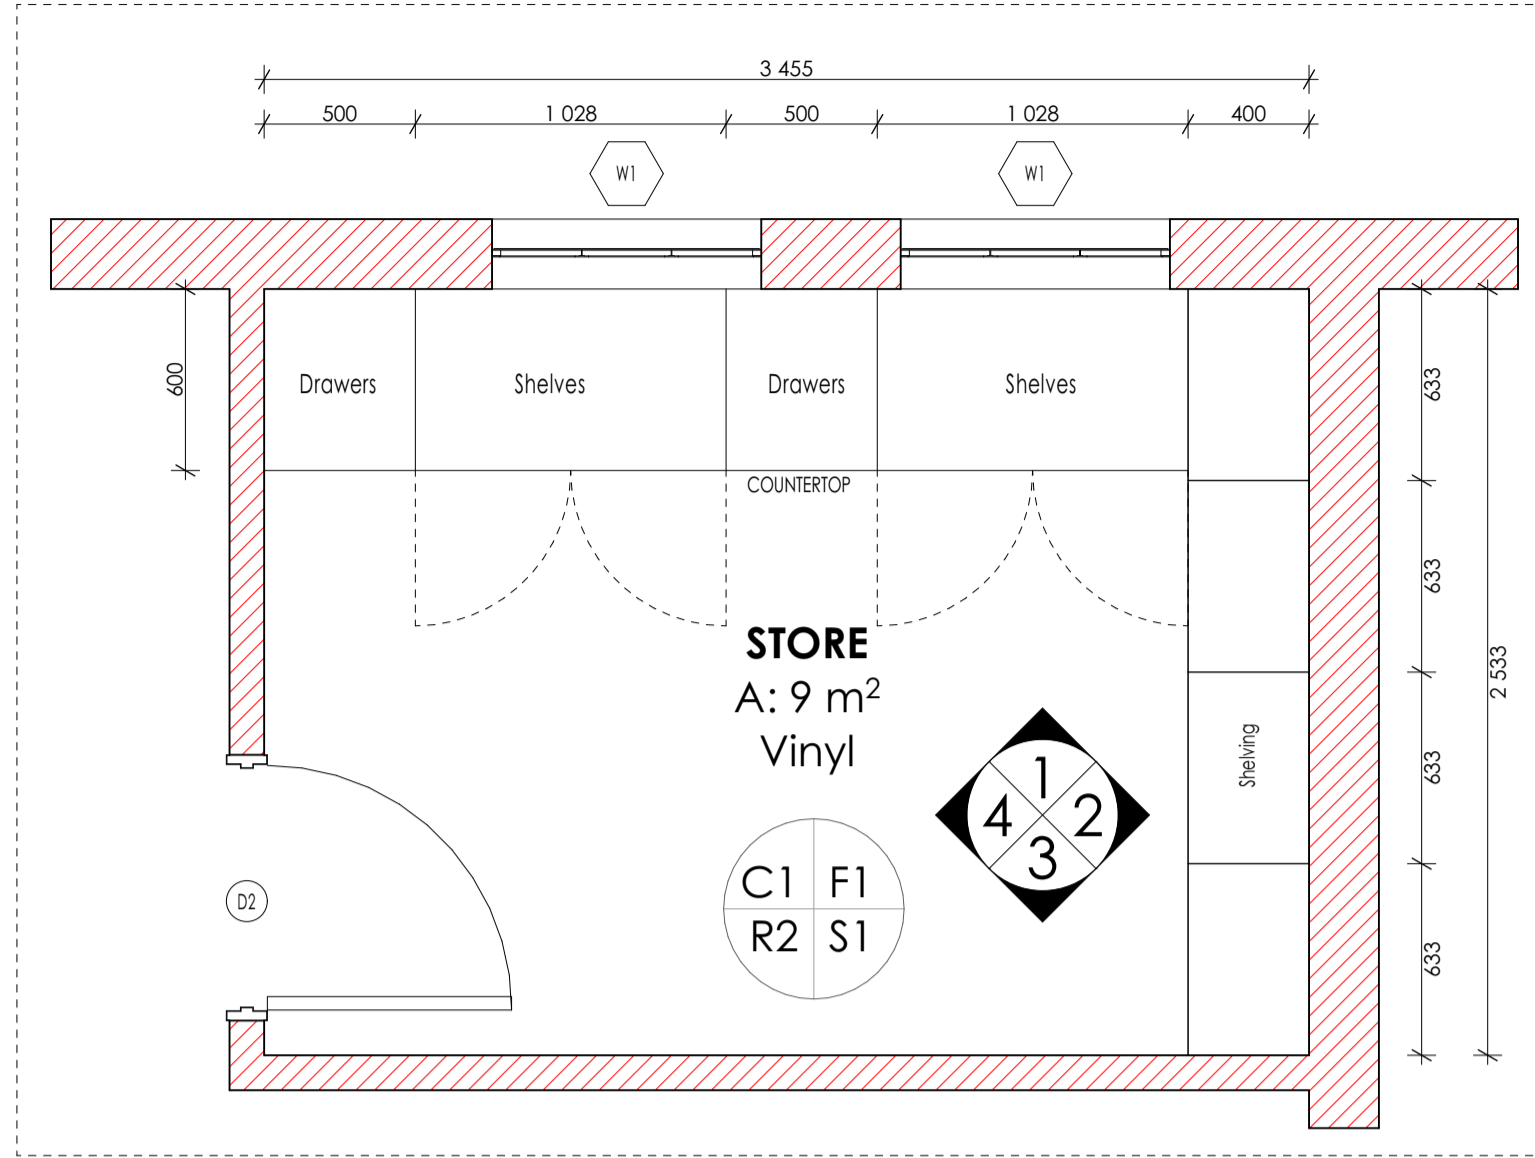 3 455
500
1 028
500
1 028
400
W1
W1
600
Drawers
Shelves
Drawers
Shelves
COUNTERTOP
633
633
633
633
2 533
STORE
A: 9 m²
Vinyl
Shelving
1
4 2
3
C1 F1
R2 S1
D2